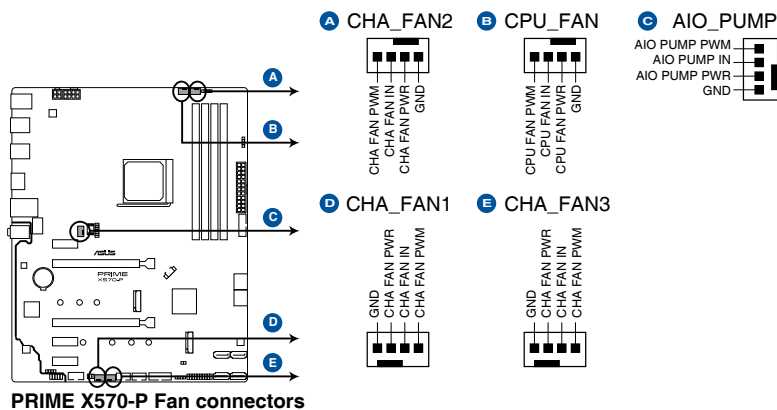 A CHA_FAN2
CHA FAN PWM
CHA FAN IN
CHA FAN PWR
GND
B CPU_FAN
CPU FAN PWM
CPU FAN IN
CPU FAN PWR
GND
C AIO_PUMP
AIO PUMP PWM
AIO PUMP IN
AIO PUMP PWR
GND
A
B
C
D
E
ASUS
PRIME
X570-P
D CHA_FAN1
GND
CHA FAN PWR
CHA FAN IN
CHA FAN PWM
E CHA_FAN3
GND
CHA FAN PWR
CHA FAN IN
CHA FAN PWM
PRIME X570-P Fan connectors